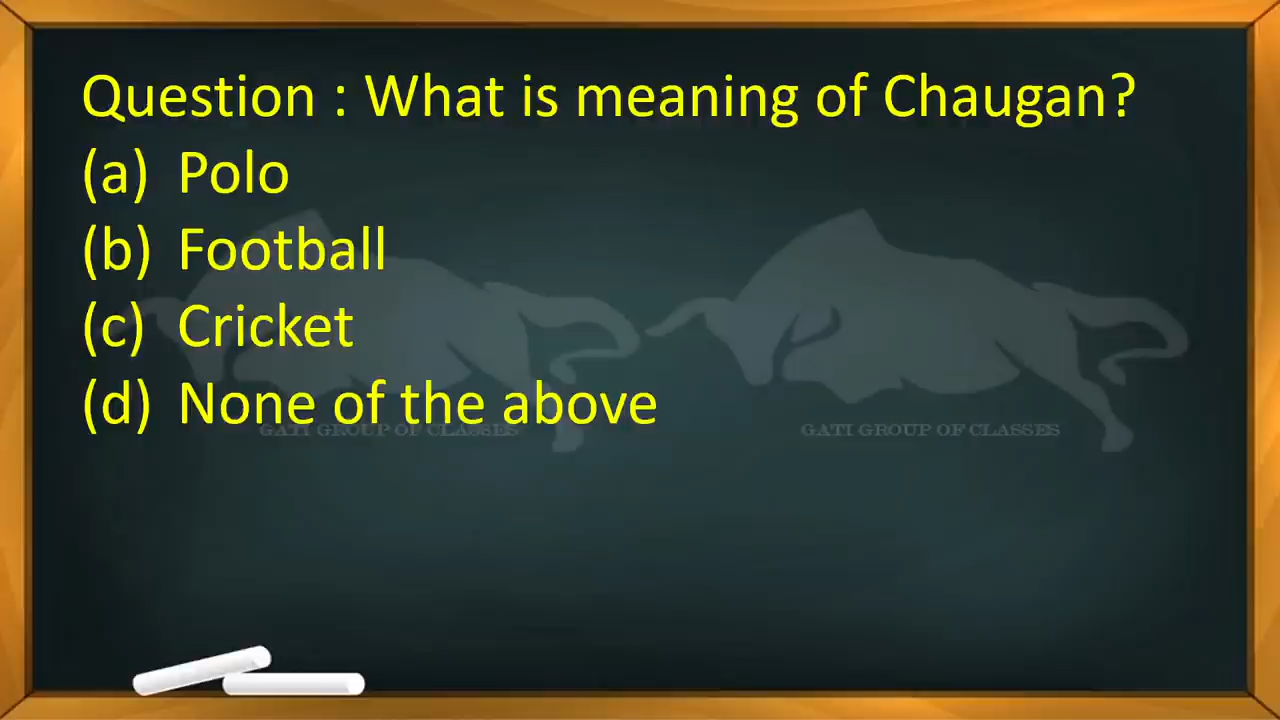 Question : What is meaning of Chaugan?
(a) Polo
(b) Football
(c) Cricket
(d) None of the above
GATI GROUP OF CLASSES GATI GROUP OF CLASSES